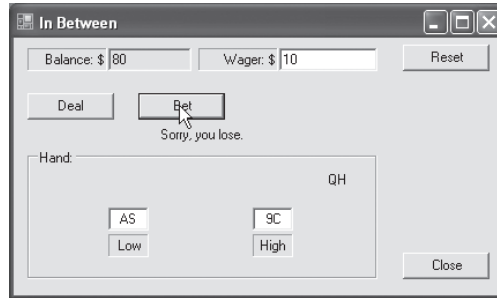 In Between
Balance: $ 80 Wager: $ 10 Reset
Deal Bet
Sorry, you lose.
Hand:
QH
AS 9C
Low High
Close